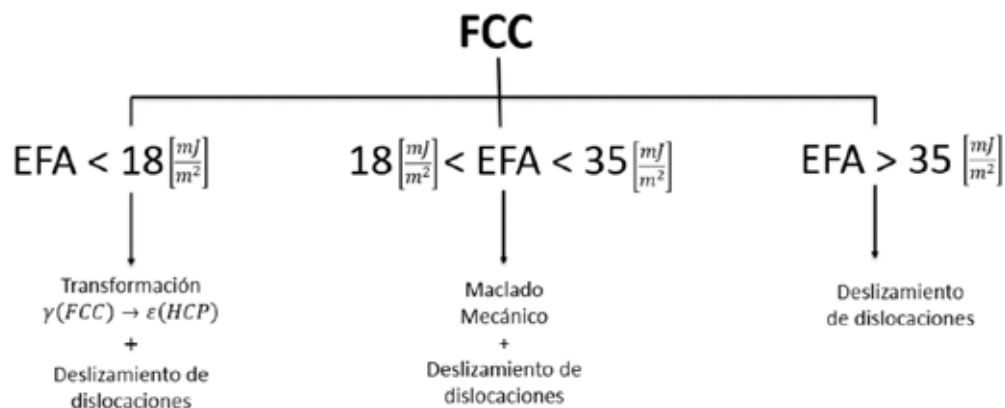 FCC
EFA < 18 [mJ/m²]
18 [mJ/m²] < EFA < 35 [mJ/m²]
EFA > 35 [mJ/m²]
Transformación
γ(FCC) → ε(HCP)
+
Deslizamiento de
dislocaciones
Maclado
Mecánico
+
Deslizamiento de
dislocaciones
Deslizamiento
de dislocaciones